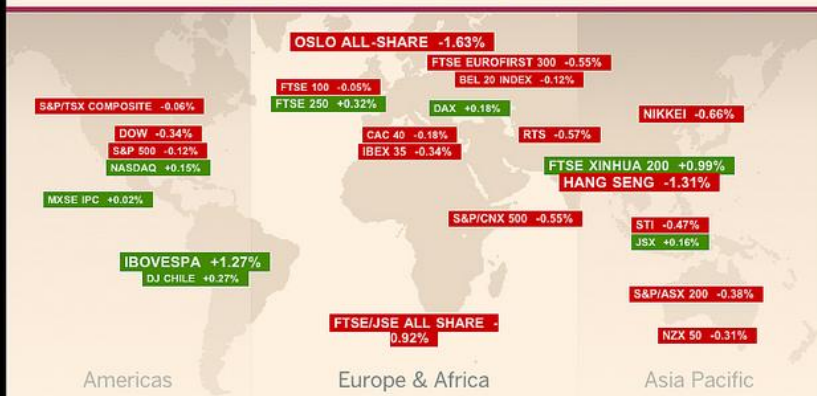 OSLO ALL-SHARE -1.63%
FTSE EUROFIRST 300 -0.55%
BEL 20 INDEX -0.12%
FTSE 100 -0.05%
FTSE 250 +0.32%
DAX +0.18%
S&P/TSX COMPOSITE -0.06%
NIKKEI -0.66%
DOW -0.34%
CAC 40 -0.18%
RTS -0.57%
S&P 500 -0.12%
IBEX 35 -0.34%
NASDAQ +0.15%
FTSE XINHUA 200 +0.99%
HANG SENG -1.31%
MXSE IPC +0.02%
S&P/CNX 500 -0.55%
STI -0.47%
JSX +0.16%
IBOVESPA +1.27%
DJ CHILE +0.27%
S&P/ASX 200 -0.38%
FTSE/JSE ALL SHARE -
0.92%
NZX 50 -0.31%
Americas
Europe & Africa
Asia Pacific